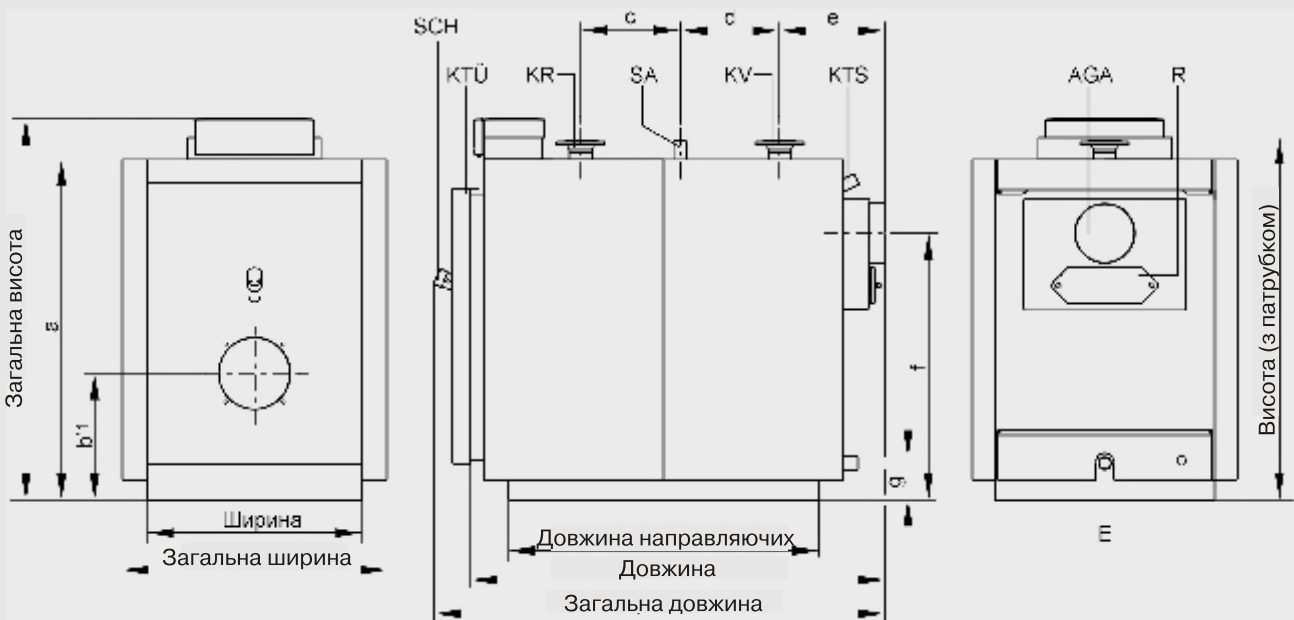 SCH
c
d
e
KTÜ
KR
SA
KV
KTS
AGA
R
Загальна висота
a
b'1
f
g
Висота (з патрубком)
Ширина
Загальна ширина
Довжина направляючих
Довжина
Загальна довжина
E